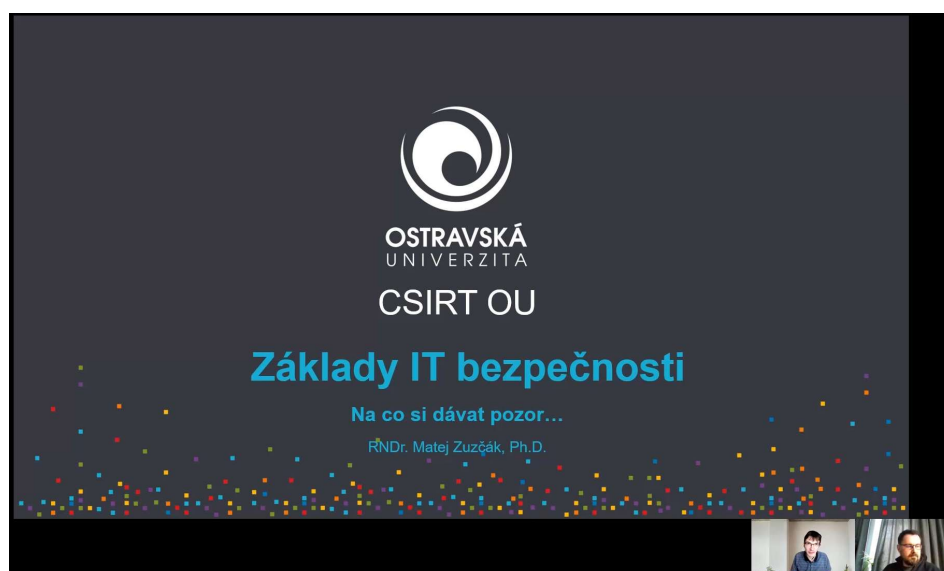 OSTRAVSKÁ
UNIVERZITA
CSIRT OU
Základy IT bezpečnosti
Na co si dávat pozor…
RNDr. Matej Zuzčák, Ph.D.